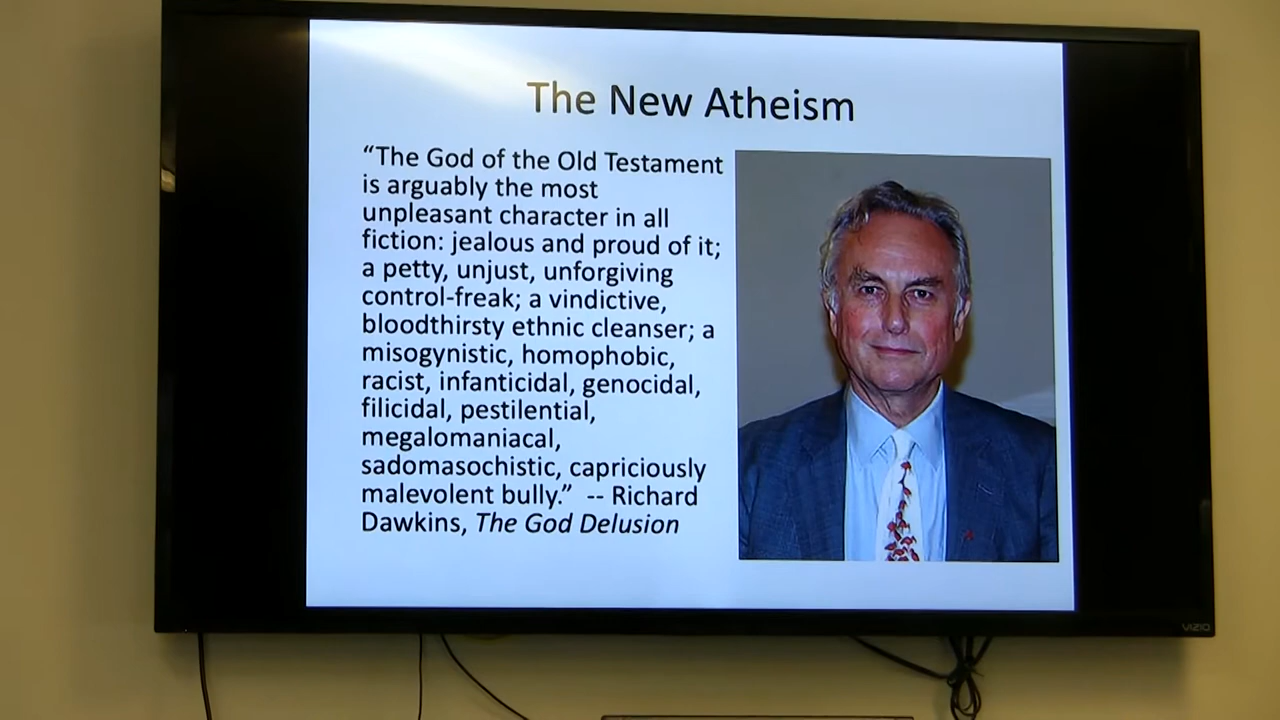 The New Atheism
“The God of the Old Testament
is arguably the most
unpleasant character in all
fiction: jealous and proud of it;
a petty, unjust, unforgiving
control-freak; a vindictive,
bloodthirsty ethnic cleanser; a
misogynistic, homophobic,
racist, infanticidal, genocidal,
filicidal, pestilential,
megalomaniacal,
sadomasochistic, capriciously
malevolent bully.” -- Richard
Dawkins, The God Delusion
VIZIO